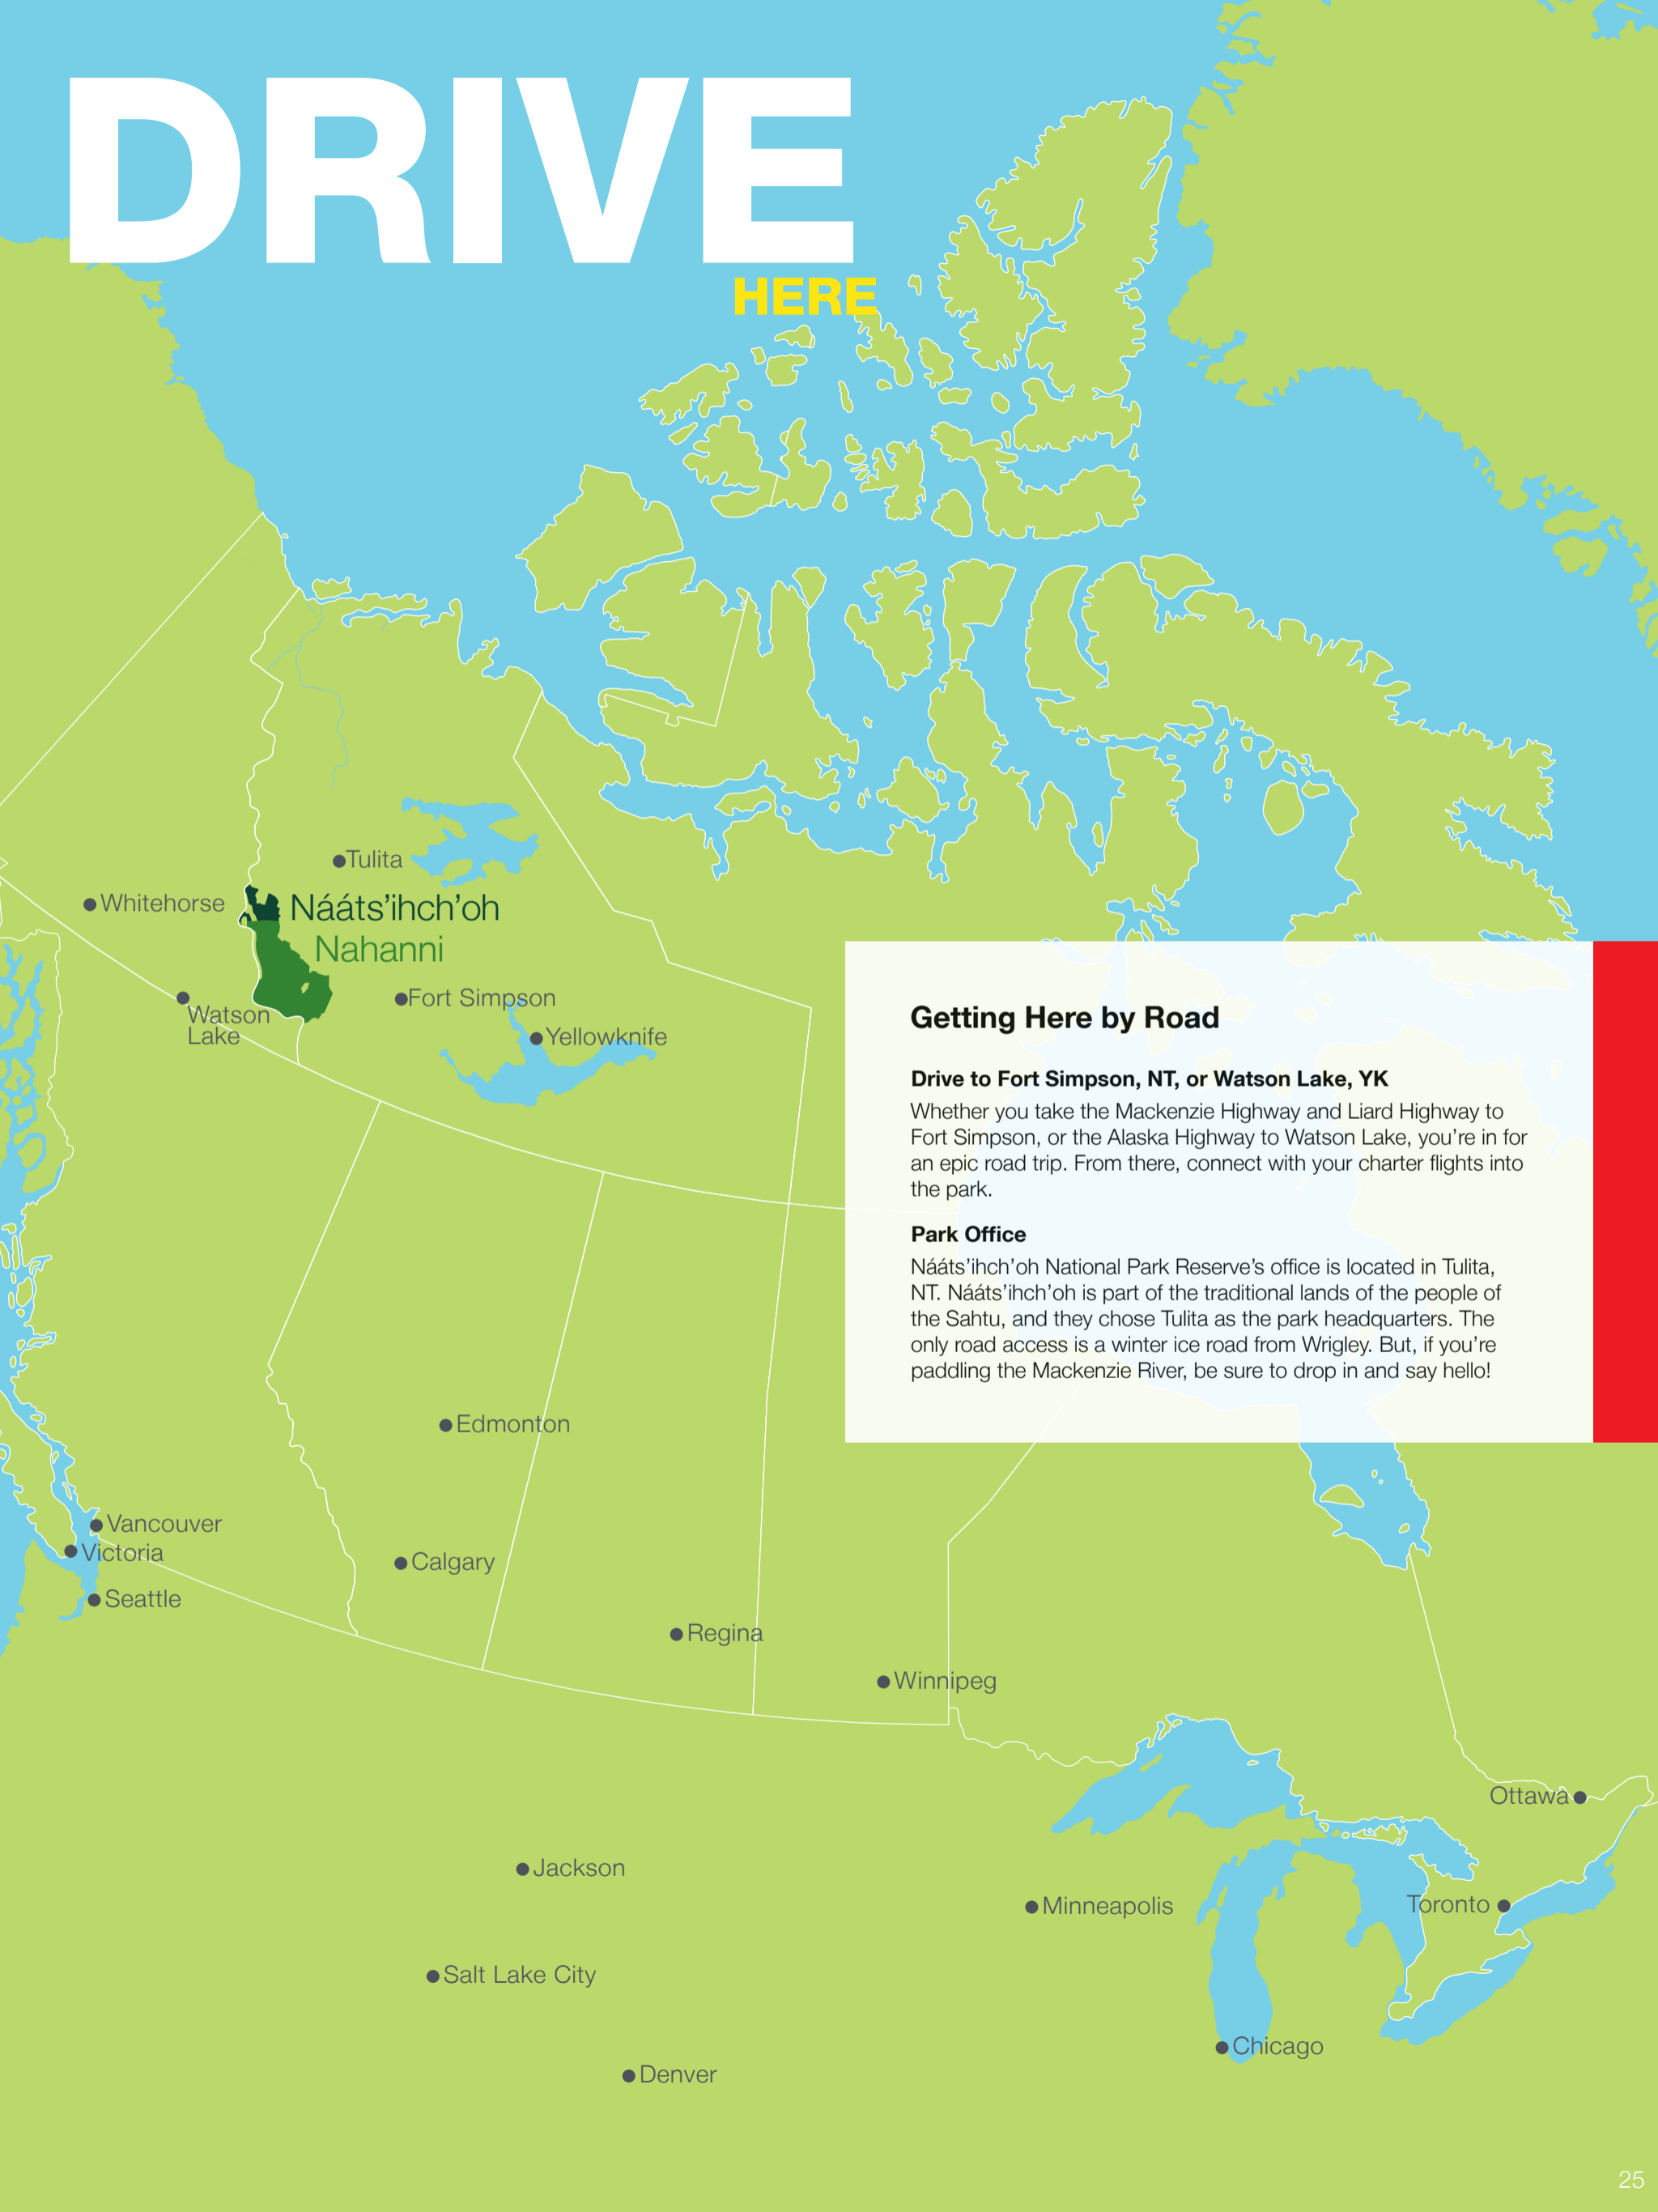 DRIVE
HERE
Tulita
Whitehorse
Nááts’ihch’oh
Nahanni
Fort Simpson
Watson
Lake
Yellowknife
Getting Here by Road
Drive to Fort Simpson, NT, or Watson Lake, YK
Whether you take the Mackenzie Highway and Liard Highway to
Fort Simpson, or the Alaska Highway to Watson Lake, you’re in for
an epic road trip. From there, connect with your charter flights into
the park.
Park Office
Nááts’ihch’oh National Park Reserve’s office is located in Tulita,
NT. Nááts’ihch’oh is part of the traditional lands of the people of
the Sahtu, and they chose Tulita as the park headquarters. The
only road access is a winter ice road from Wrigley. But, if you’re
paddling the Mackenzie River, be sure to drop in and say hello!
Edmonton
Vancouver
Victoria
Calgary
Seattle
Regina
Winnipeg
Ottawa
Jackson
Minneapolis
Toronto
Salt Lake City
Chicago
Denver
25